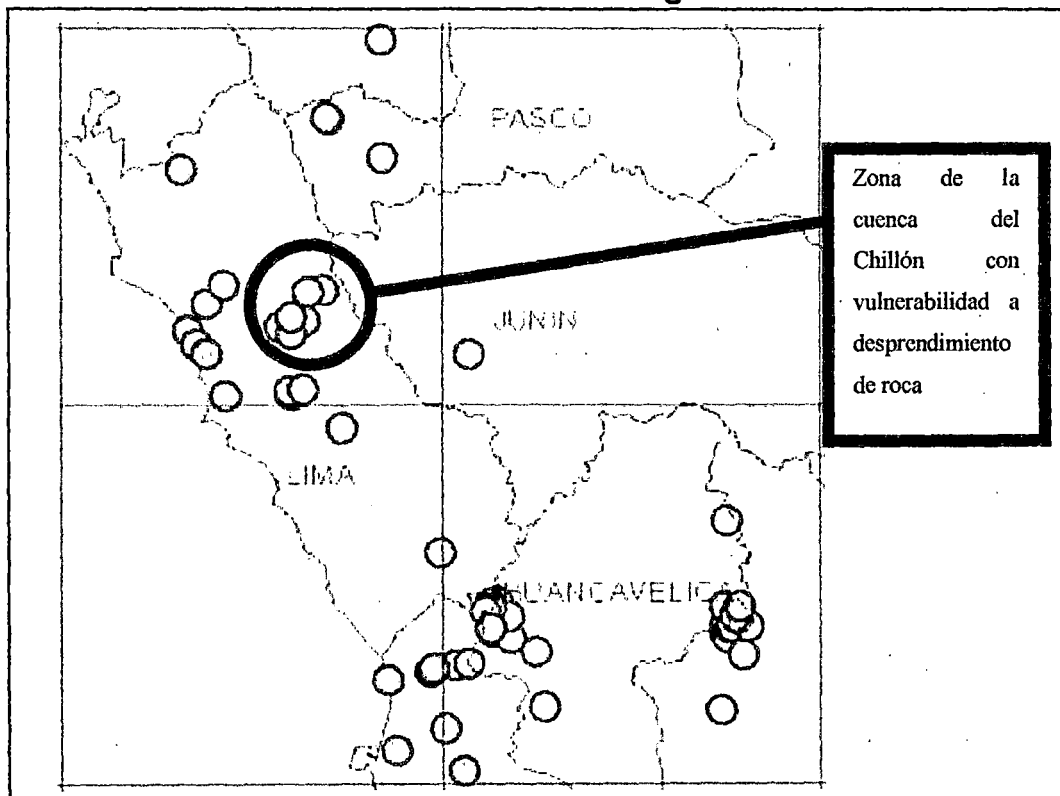 PASCO
Zona de la
cuenca del
Chillón con
vulnerabilidad a
desprendimiento
de roca
JUNIN
LIMA
HUANCAVELICA